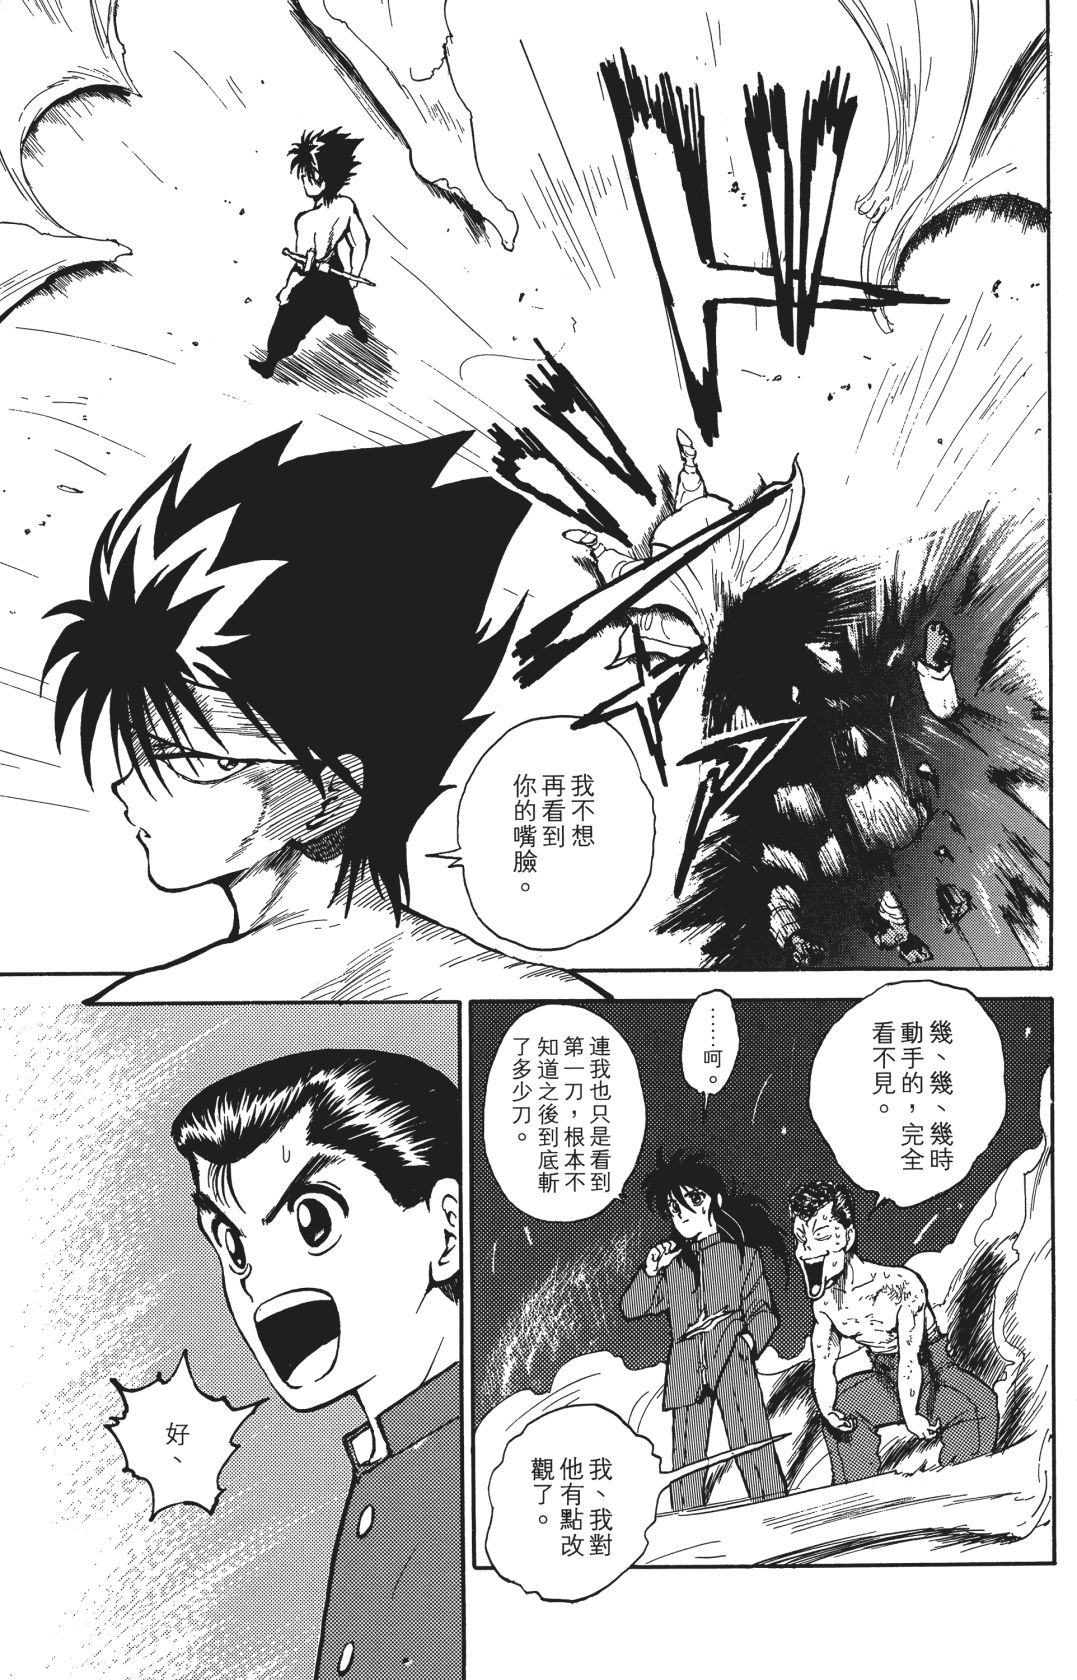 我不想
再看到
你的嘴臉。
幾、幾、幾時
動手的，完全
看不見。
……呵。
連我也只是看到
第一刀，根本不
知道之後到底斬
了多少刀。
我、我對
他有點改
觀了。
好、